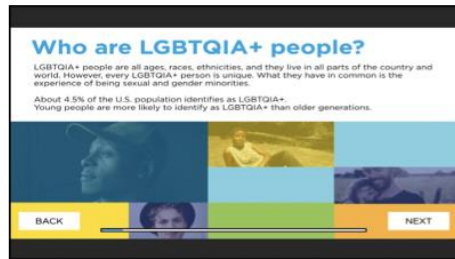 Who are LGBTQIA+ people?
LGBTQIA+ people are all ages, races, ethnicities, and they live in all parts of the country and
world. However, every LGBTQIA+ person is unique. What they have in common is the
experience of being sexual and gender minorities.
About 4.5% of the U.S. population identifies as LGBTQIA+.
Young people are more likely to identify as LGBTQIA+ than older generations.
BACK
NEXT